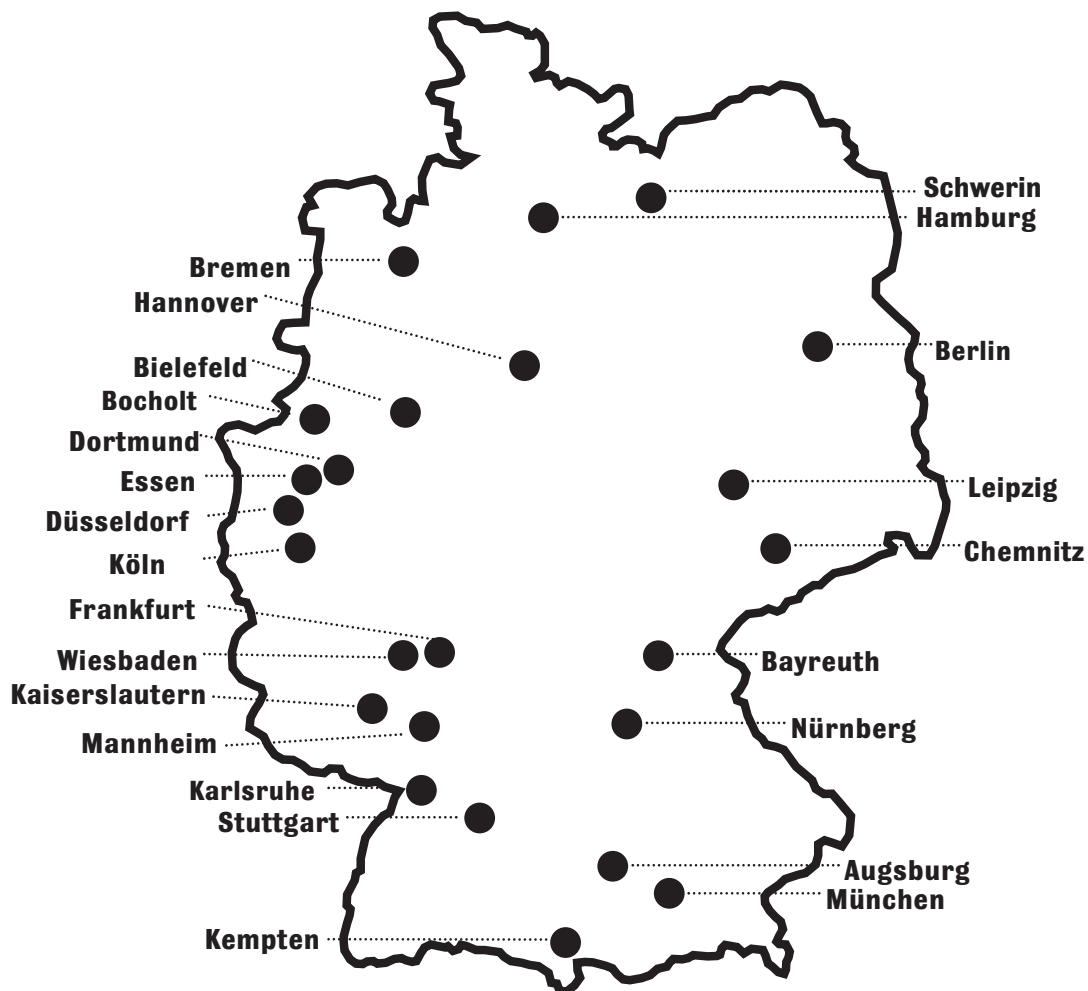 Schwerin
Hamburg
Bremen
Hannover
Berlin
Bielefeld
Bocholt
Dortmund
Essen
Leipzig
Düsseldorf
Chemnitz
Köln
Frankfurt
Wiesbaden
Bayreuth
Kaiserslautern
Nürnberg
Mannheim
Karlsruhe
Stuttgart
Augsburg
München
Kempten